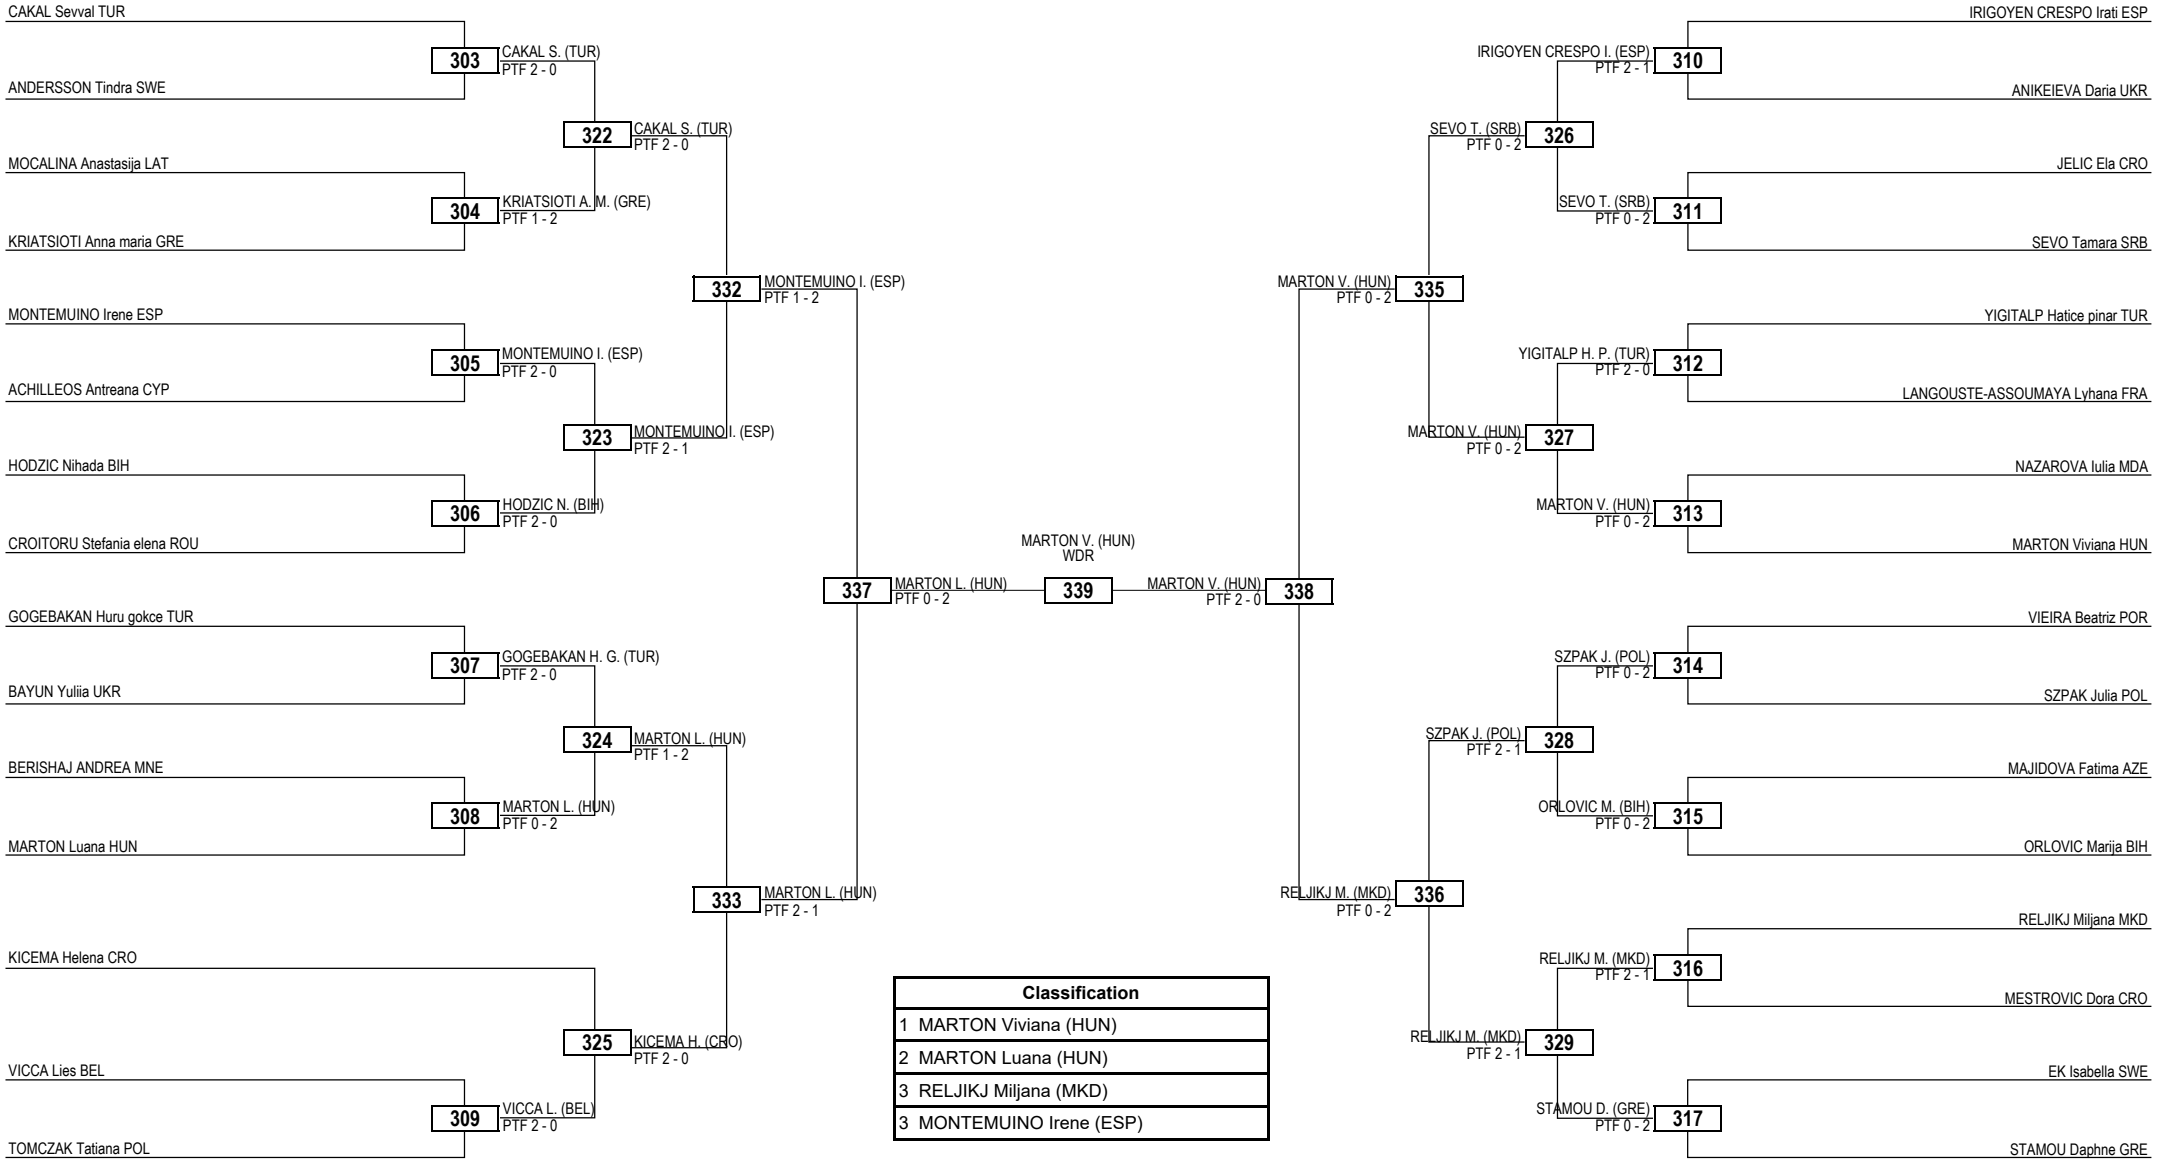 CAKAL Sevval TUR
303
CAKAL S. (TUR)
PTF 2 - 0
ANDERSSON Tindra SWE
322
CAKAL S. (TUR)
PTF 2 - 0
MOCALINA Anastasija LAT
304
KRIATSIOTI A. M. (GRE)
PTF 1 - 2
KRIATSIOTI Anna maria GRE
332
MONTEMUINO I. (ESP)
PTF 1 - 2
MONTEMUINO Irene ESP
305
MONTEMUINO I. (ESP)
PTF 2 - 0
ACHILLEOS Antreana CYP
323
MONTEMUINO I. (ESP)
PTF 2 - 1
HODZIC Nihada BIH
306
HODZIC N. (BIH)
PTF 2 - 0
CROITORU Stefania elena ROU
337
MARTON L. (HUN)
PTF 0 - 2
GOGEBAKAN Huru gokce TUR
307
GOGEBAKAN H. G. (TUR)
PTF 2 - 0
BAYUN Yuliia UKR
324
MARTON L. (HUN)
PTF 1 - 2
BERISHAJ ANDREA MNE
308
MARTON L. (HUN)
PTF 0 - 2
MARTON Luana HUN
333
MARTON L. (HUN)
PTF 2 - 1
KICEMA Helena CRO
325
KICEMA H. (CRO)
PTF 2 - 0
VICCA Lies BEL
309
VICCA L. (BEL)
PTF 2 - 0
TOMCZAK Tatiana POL
MARTON V. (HUN)
WDR
339
IRIGOYEN CRESPO Irati ESP
IRIGOYEN CRESPO I. (ESP)
PTF 2 - 1
310
ANIKEIEVA Daria UKR
SEVO T. (SRB)
PTF 0 - 2
326
JELIC Ela CRO
SEVO T. (SRB)
PTF 0 - 2
311
SEVO Tamara SRB
MARTON V. (HUN)
PTF 0 - 2
335
YIGITALP Hatice pinar TUR
YIGITALP H. P. (TUR)
PTF 2 - 0
312
LANGOUSTE-ASSOUMAYA Lyhana FRA
MARTON V. (HUN)
PTF 0 - 2
327
NAZAROVA Iulia MDA
MARTON V. (HUN)
PTF 0 - 2
313
MARTON Viviana HUN
MARTON V. (HUN)
PTF 2 - 0
338
VIEIRA Beatriz POR
SZPAK J. (POL)
PTF 0 - 2
314
SZPAK Julia POL
SZPAK J. (POL)
PTF 2 - 1
328
MAJIDOVA Fatima AZE
ORLOVIC M. (BIH)
PTF 0 - 2
315
ORLOVIC Marija BIH
RELJIKJ M. (MKD)
PTF 0 - 2
336
RELJIKJ Miljana MKD
RELJIKJ M. (MKD)
PTF 2 - 1
316
MESTROVIC Dora CRO
RELJIKJ M. (MKD)
PTF 2 - 1
329
EK Isabella SWE
STAMOU D. (GRE)
PTF 0 - 2
317
STAMOU Daphne GRE
Classification
1 MARTON Viviana (HUN)
2 MARTON Luana (HUN)
3 RELJIKJ Miljana (MKD)
3 MONTEMUINO Irene (ESP)